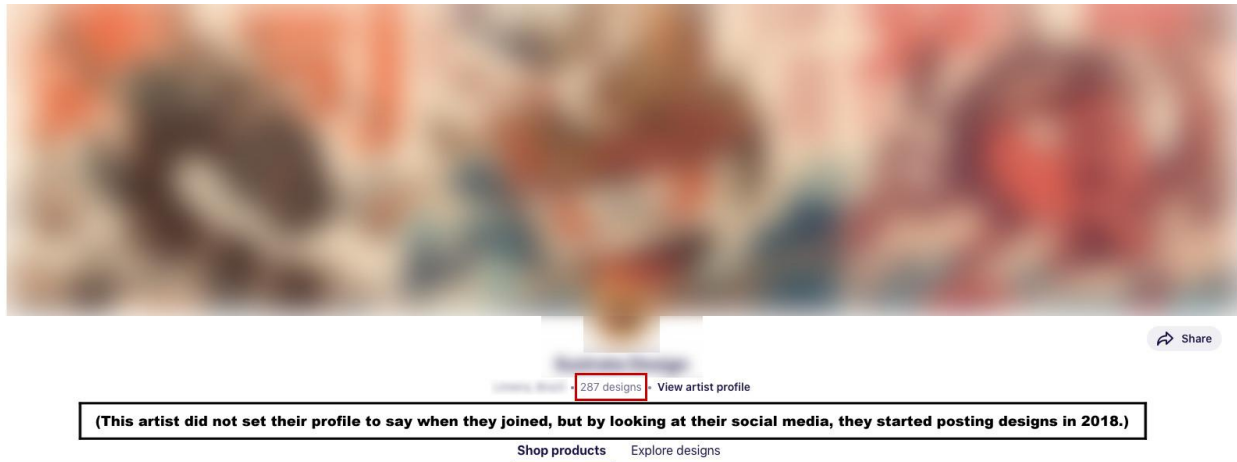 Share
• 287 designs • View artist profile
(This artist did not set their profile to say when they joined, but by looking at their social media, they started posting designs in 2018.)
Shop products Explore designs